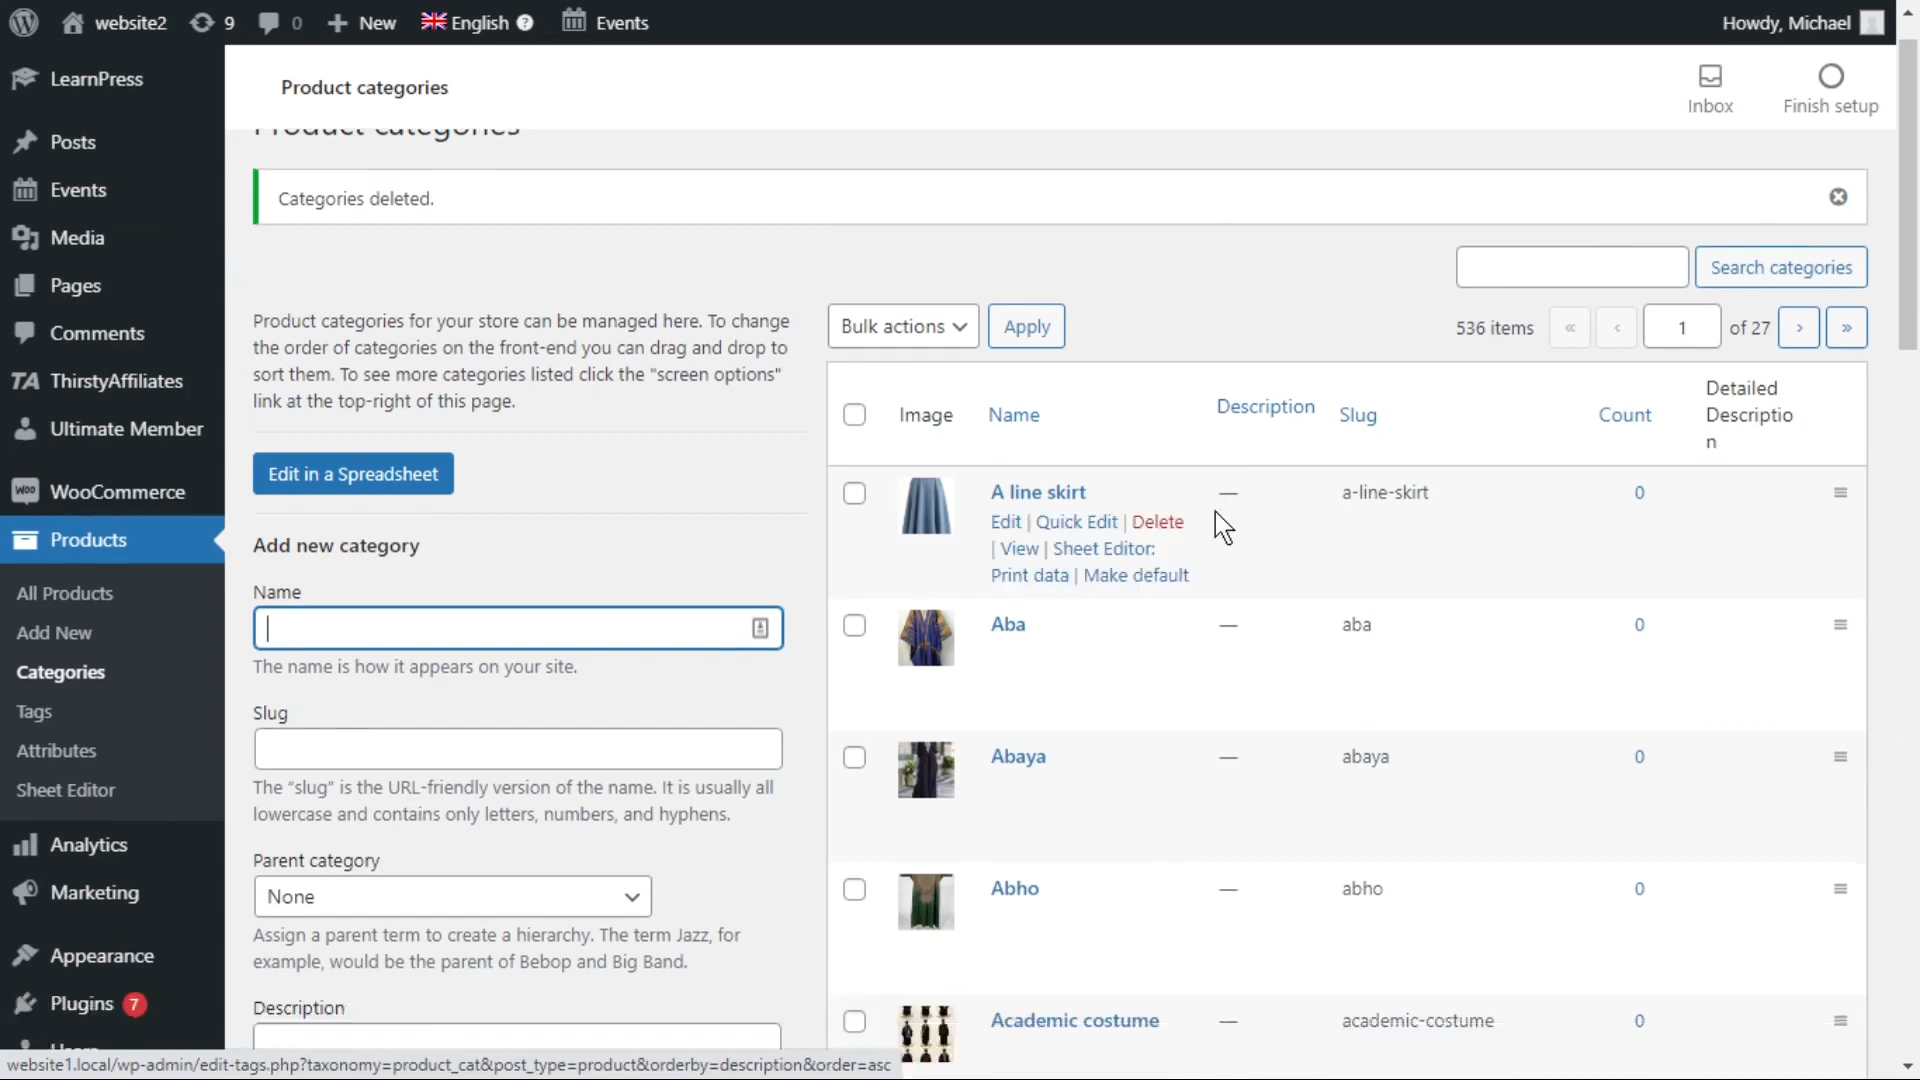 website2
9
0
New
English
Events
Howdy, Michael
LearnPress
Posts
Events
Media
Pages
Comments
TA ThirstyAffiliates
Ultimate Member
Woo WooCommerce
Products
All Products
Add New
Categories
Tags
Attributes
Sheet Editor
Analytics
Marketing
Appearance
Plugins 7
Product categories
Inbox
Finish setup
Product categories
Categories deleted.
Search categories
Product categories for your store can be managed here. To change
the order of categories on the front-end you can drag and drop to
sort them. To see more categories listed click the "screen options"
link at the top-right of this page.
Edit in a Spreadsheet
Add new category
Name
The name is how it appears on your site.
Slug
The “slug” is the URL-friendly version of the name. It is usually all
lowercase and contains only letters, numbers, and hyphens.
Parent category
None
Assign a parent term to create a hierarchy. The term Jazz, for
example, would be the parent of Bebop and Big Band.
Description
Bulk actions
Apply
536 items « ‹ 1 of 27 › »
Image Name Description Slug Count Detailed
Descriptio
n
A line skirt — a-line-skirt 0
Edit | Quick Edit | Delete
| View | Sheet Editor:
Print data | Make default
Aba — aba 0
Abaya — abaya 0
Abho — abho 0
Academic costume — academic-costume 0
website1.local/wp-admin/edit-tags.php?taxonomy=product_cat&post_type=product&orderby=description&order=asc